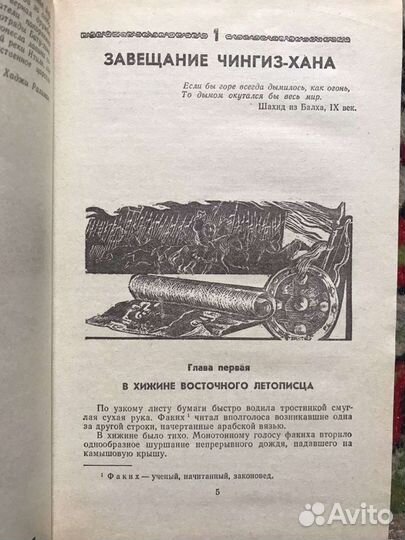 1
ЗАВЕЩАНИЕ ЧИНГИЗ-ХАНА
Если бы горе всегда дымилось, как огонь,
То дымом окутался бы весь мир.
Шахид из Балха, IX век.
Глава первая
В ХИЖИНЕ ВОСТОЧНОГО ЛЕТОПИСЦА
По узкому листу бумаги быстро водила тростинкой смуг-
лая сухая рука. Факих ¹ читал вполголоса возникавшие одна
за другой строки, начертанные арабской вязью.
В хижине было тихо. Монотонному голосу факиха вторило
однообразное шуршание непрерывного дождя, падавшего на
камышовую крышу.
¹ Факих — ученый, начитанный, законовед.
5
Хаджи
Avito